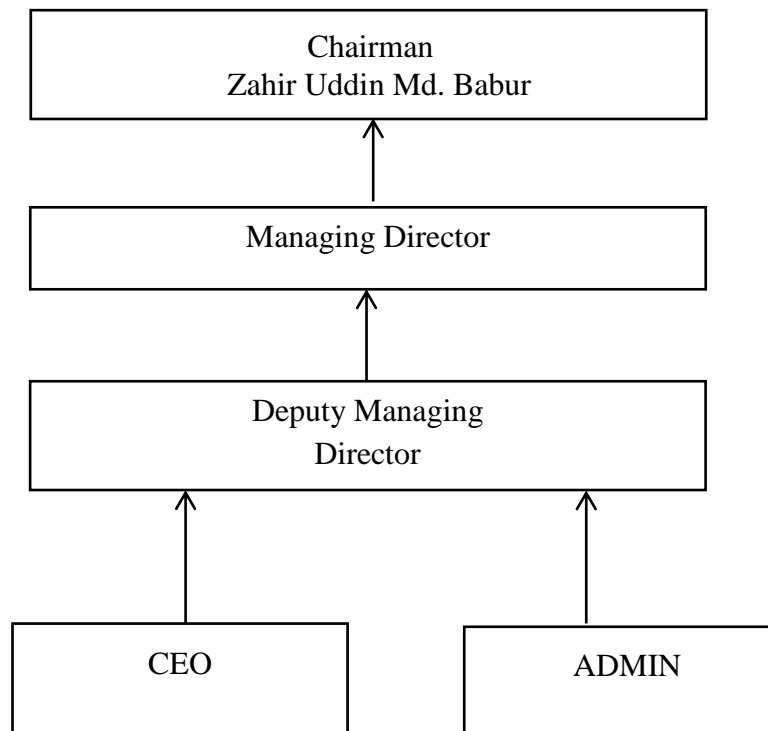 Chairman
Zahir Uddin Md. Babur
Managing Director
Deputy Managing
Director
CEO
ADMIN